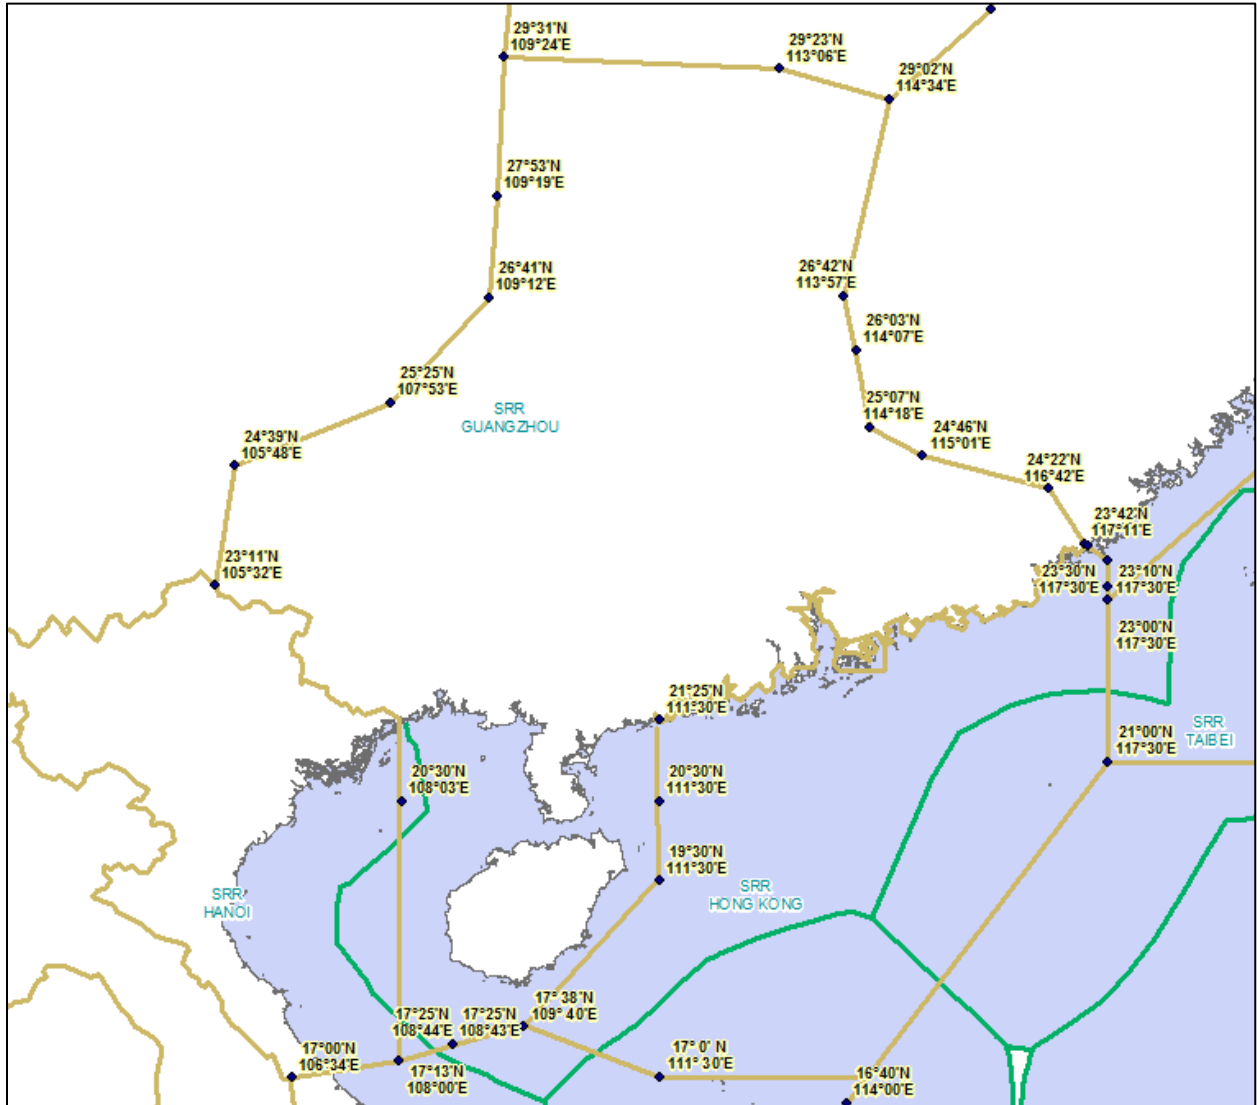 29°31'N
109°24'E
29°23'N
113°06'E
29°02'N
114°34'E
27°53'N
109°19'E
26°41'N
109°12'E
26°42'N
113°57'E
26°03'N
114°07'E
25°25'N
107°53'E
SRR
GUANGZHOU
25°07'N
114°18'E
24°46'N
115°01'E
24°39'N
105°48'E
24°22'N
116°42'E
23°42'N
117°11'E
23°11'N
105°32'E
23°30'N
117°30'E
23°10'N
117°30'E
23°00'N
117°30'E
21°25'N
111°30'E
SRR
TAIBEI
21°00'N
117°30'E
20°30'N
108°03'E
20°30'N
111°30'E
19°30'N
111°30'E
SRR
HANOI
SRR
HONG KONG
17°25'N
108°44'E
17°25'N
108°43'E
17° 38'N
109° 40'E
17°00'N
106°34'E
17°13'N
108°00'E
17° 0' N
111° 30'E
16°40'N
114°00'E